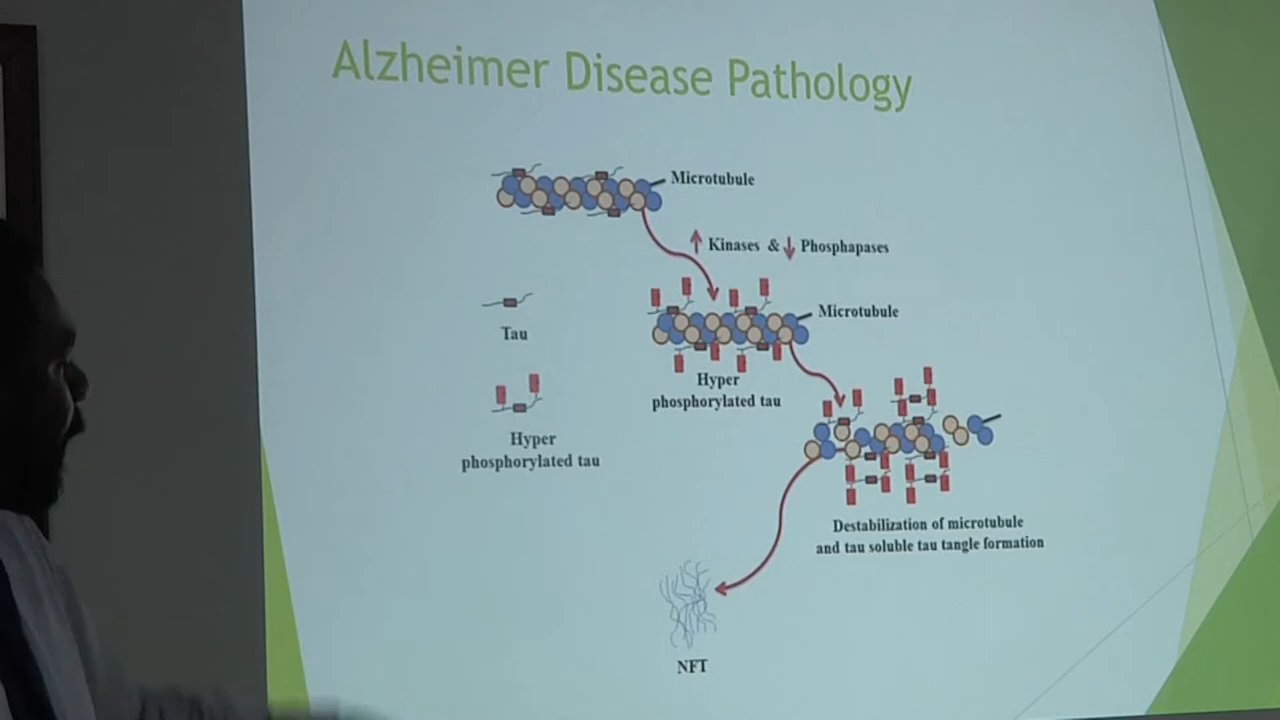 Alzheimer Disease Pathology
Microtubule
Kinases & Phosphapases
Microtubule
Tau
Hyper
phosphorylated tau
Hyper
phosphorylated tau
Destabilization of microtubule
and tau soluble tau tangle formation
NFT